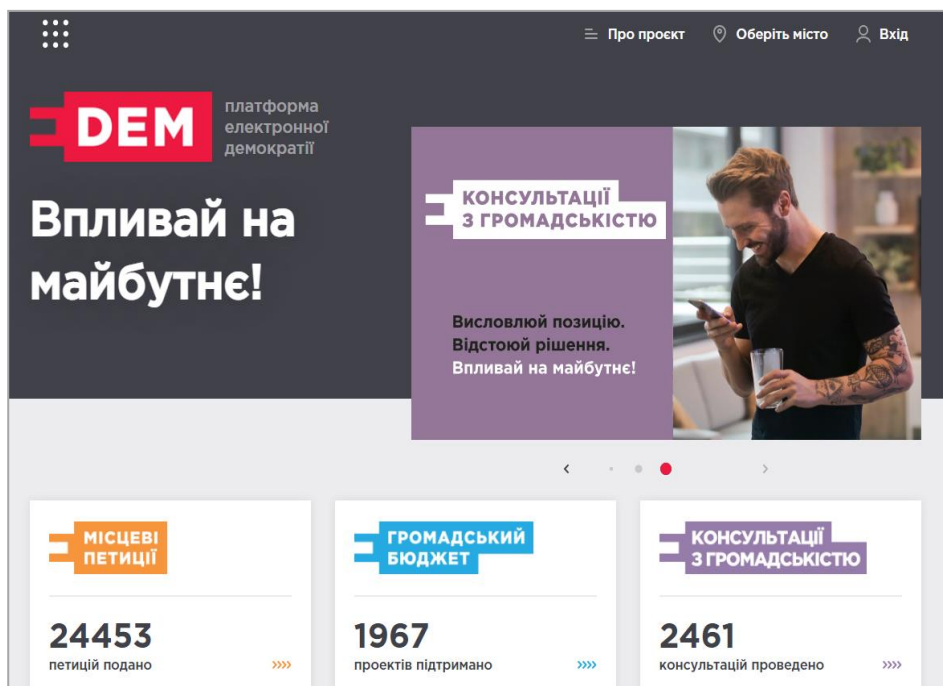 Про проєкт
Оберіть місто
Вхід
DEM
платформа
електронної
демократії
Впливай на
майбутнє!
КОНСУЛЬТАЦІЇ
З ГРОМАДСЬКІСТЮ
Висловлюй позицію.
Відстоюй рішення.
Впливай на майбутнє!
МІСЦЕВІ
ПЕТИЦІЇ
24453
петицій подано
ГРОМАДСЬКИЙ
БЮДЖЕТ
1967
проектів підтримано
КОНСУЛЬТАЦІЇ
З ГРОМАДСЬКІСТЮ
2461
консультацій проведено